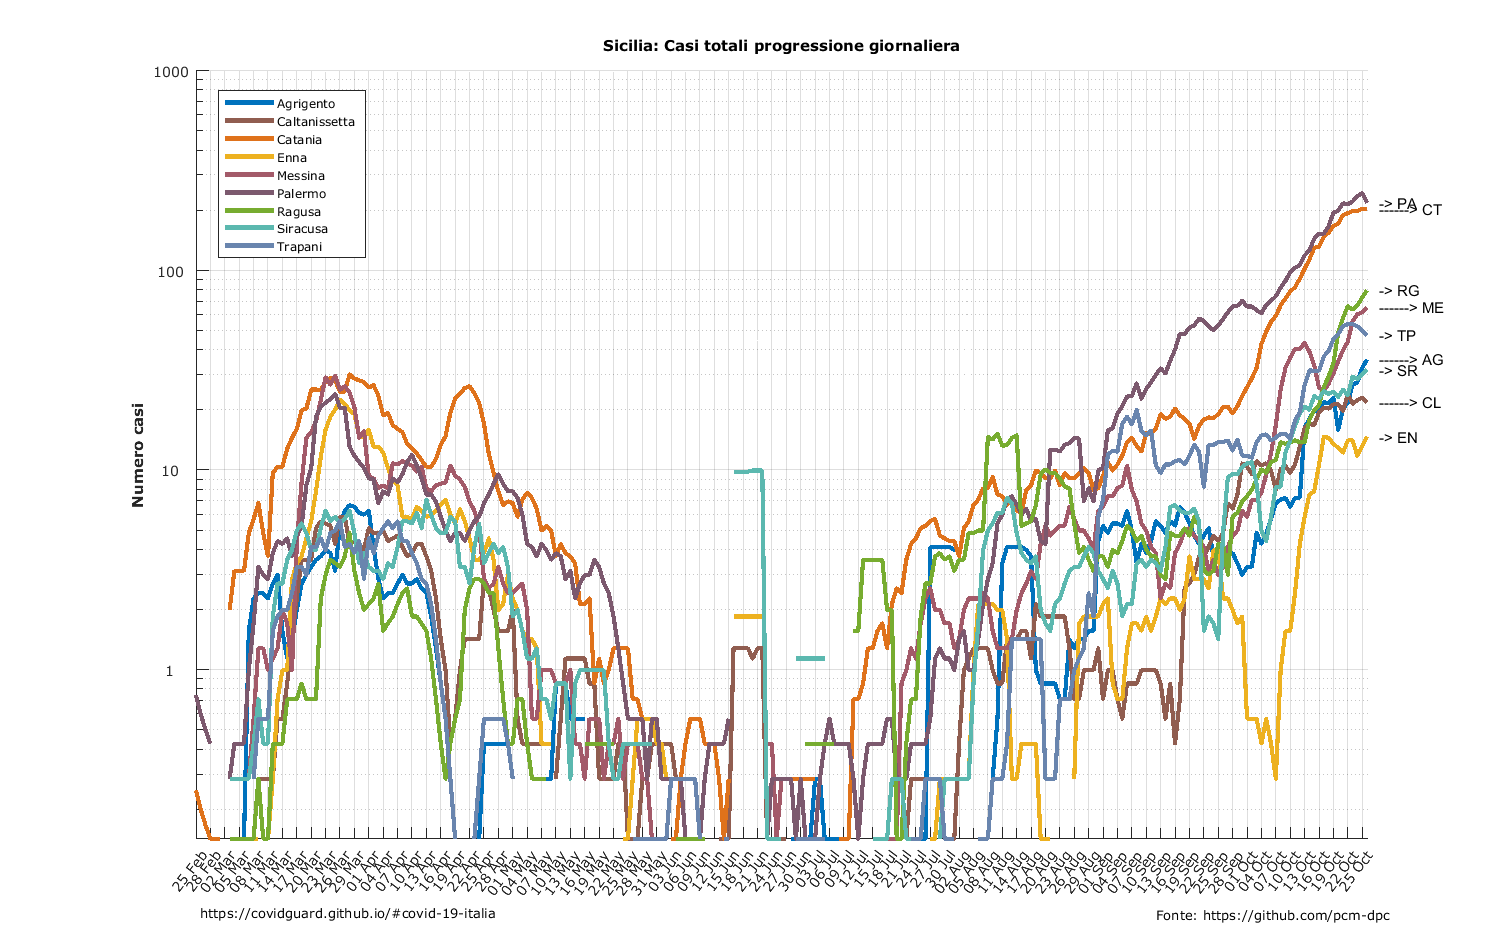 Sicilia: Casi totali progressione giornaliera
1000
100
10
1
Numero casi
Agrigento
Caltanissetta
Catania
Enna
Messina
Palermo
Ragusa
Siracusa
Trapani
-> PA
------> CT
-> RG
------> ME
-> TP
------> AG
-> SR
------> CL
-> EN
25 Feb
28 Feb
02 Mar
05 Mar
08 Mar
11 Mar
14 Mar
17 Mar
20 Mar
23 Mar
26 Mar
29 Mar
01 Apr
04 Apr
07 Apr
10 Apr
13 Apr
16 Apr
19 Apr
22 Apr
25 Apr
28 Apr
01 May
04 May
07 May
10 May
13 May
16 May
19 May
22 May
25 May
28 May
31 May
03 Jun
06 Jun
09 Jun
12 Jun
15 Jun
18 Jun
21 Jun
24 Jun
27 Jun
30 Jun
03 Jul
06 Jul
09 Jul
12 Jul
15 Jul
18 Jul
21 Jul
24 Jul
27 Jul
30 Jul
02 Aug
05 Aug
08 Aug
11 Aug
14 Aug
17 Aug
20 Aug
23 Aug
26 Aug
29 Aug
01 Sep
04 Sep
07 Sep
10 Sep
13 Sep
16 Sep
19 Sep
22 Sep
25 Sep
28 Sep
01 Oct
04 Oct
07 Oct
10 Oct
13 Oct
16 Oct
19 Oct
22 Oct
25 Oct
https://covidguard.github.io/#covid-19-italia
Fonte: https://github.com/pcm-dpc